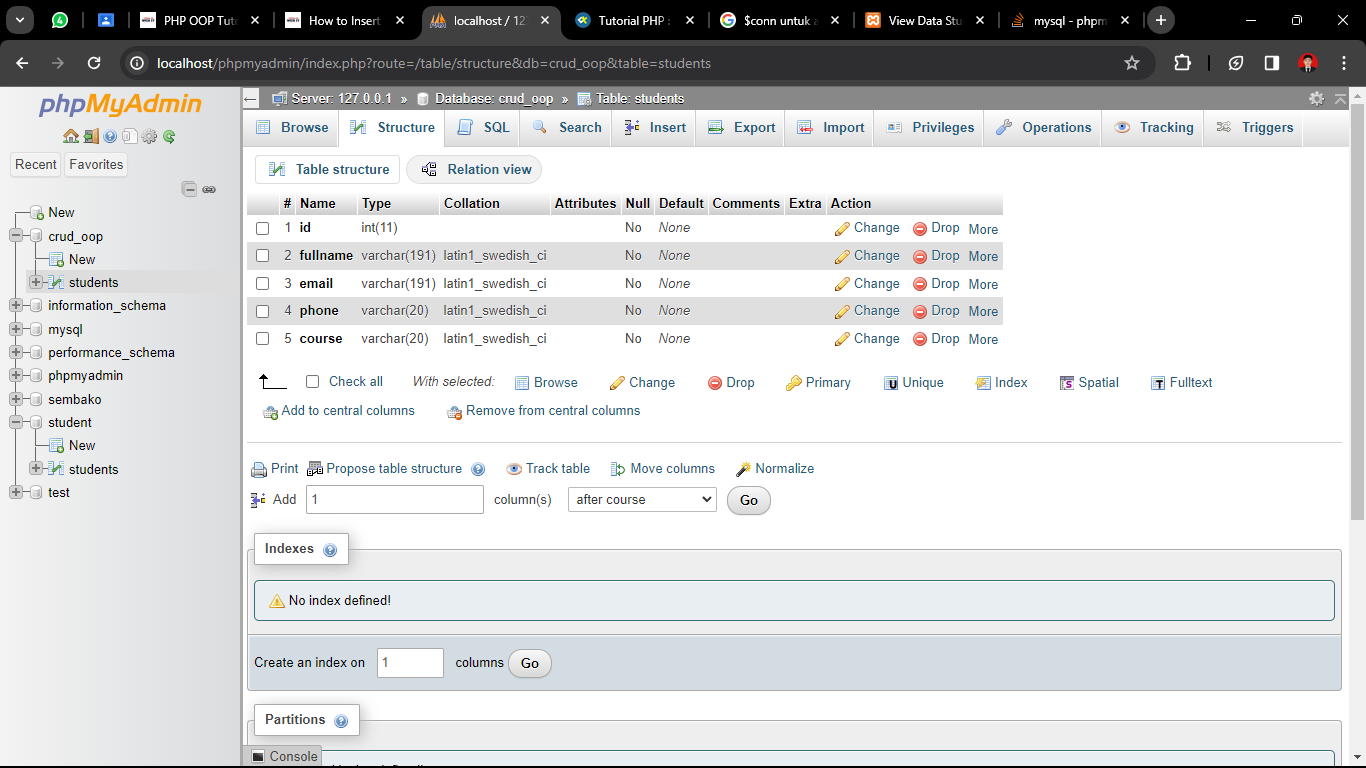 PHP OOP Tut
How to Insert
localhost / 12
Tutorial PHP
$conn untuk
View Data Stu
mysql - phpm
localhost/phpmyadmin/index.php?route=/table/structure&db=crud_oop&table=students
phpMyAdmin
Recent
Favorites
New
crud_oop
New
students
information_schema
mysql
performance_schema
phpmyadmin
sembako
student
New
students
test
Server: 127.0.0.1 » Database: crud_oop » Table: students
Browse Structure SQL Search Insert Export Import Privileges Operations Tracking Triggers
Table structure Relation view
# Name Type Collation Attributes Null Default Comments Extra Action
1 id int(11) No None Change Drop More
2 fullname varchar(191) latin1_swedish_ci No None Change Drop More
3 email varchar(191) latin1_swedish_ci No None Change Drop More
4 phone varchar(20) latin1_swedish_ci No None Change Drop More
5 course varchar(20) latin1_swedish_ci No None Change Drop More
Check all With selected: Browse Change Drop Primary Unique Index Spatial Fulltext
Add to central columns Remove from central columns
Print Propose table structure Track table Move columns Normalize
Add 1 column(s) after course Go
Indexes
No index defined!
Create an index on 1 columns Go
Partitions
Console